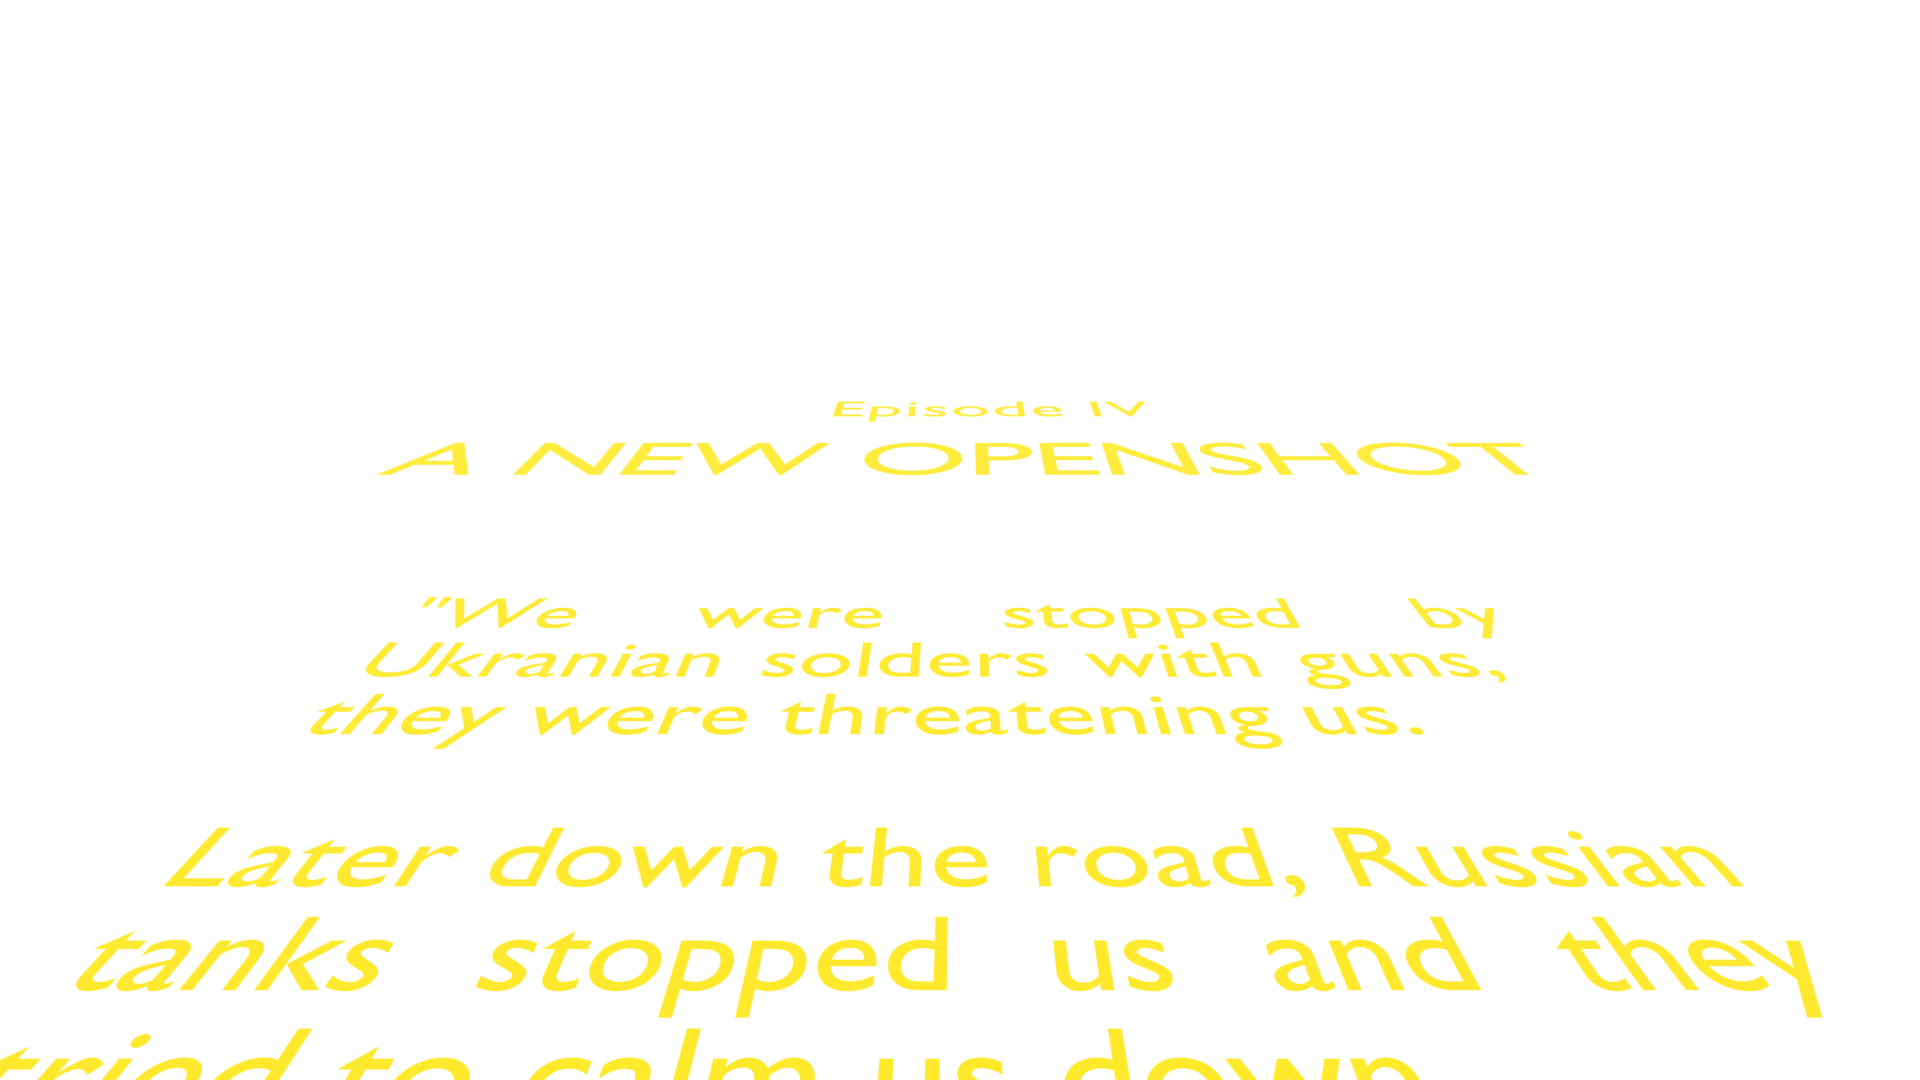 Episode IV
A NEW OPENSHOT
"We were stopped by
Ukranian solders with guns,
they were threatening us.
Later down the road, Russian
tanks stopped us and they
tried to calm us down